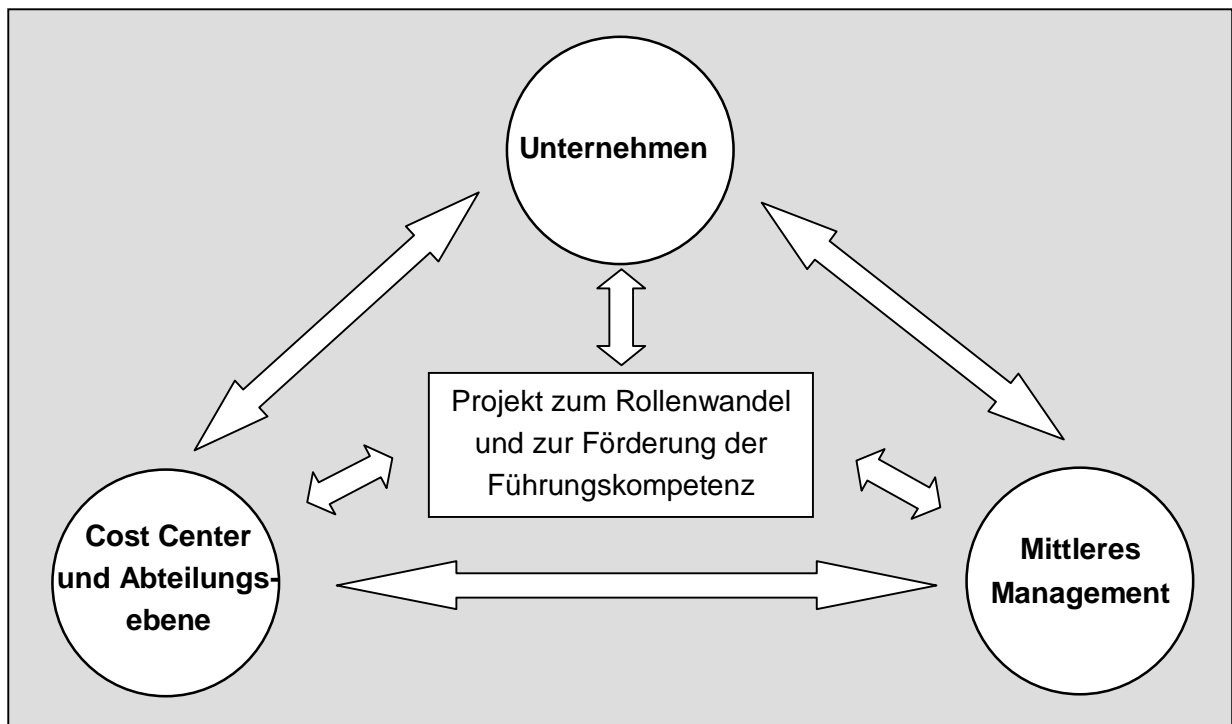 Unternehmen
Projekt zum Rollenwandel
und zur Förderung der
Führungskompetenz
Cost Center
und Abteilungs-
ebene
Mittleres
Management